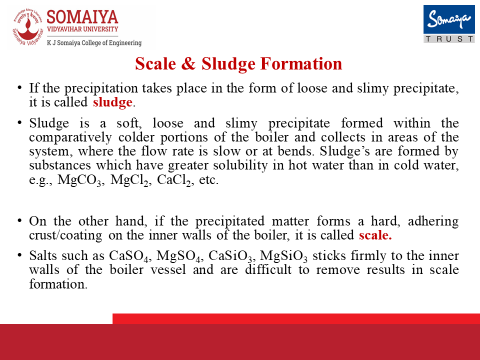 SOMAIYA
VIDYAVIHAR UNIVERSITY
K J Somaiya College of Engineering
Somaiya
TRUST
Scale & Sludge Formation
• If the precipitation takes place in the form of loose and slimy precipitate,
it is called sludge.
• Sludge is a soft, loose and slimy precipitate formed within the
comparatively colder portions of the boiler and collects in areas of the
system, where the flow rate is slow or at bends. Sludge’s are formed by
substances which have greater solubility in hot water than in cold water,
e.g., MgCO₃, MgCl₂, CaCl₂, etc.
• On the other hand, if the precipitated matter forms a hard, adhering
crust/coating on the inner walls of the boiler, it is called scale.
• Salts such as CaSO₄, MgSO₄, CaSiO₃, MgSiO₃ sticks firmly to the inner
walls of the boiler vessel and are difficult to remove results in scale
formation.